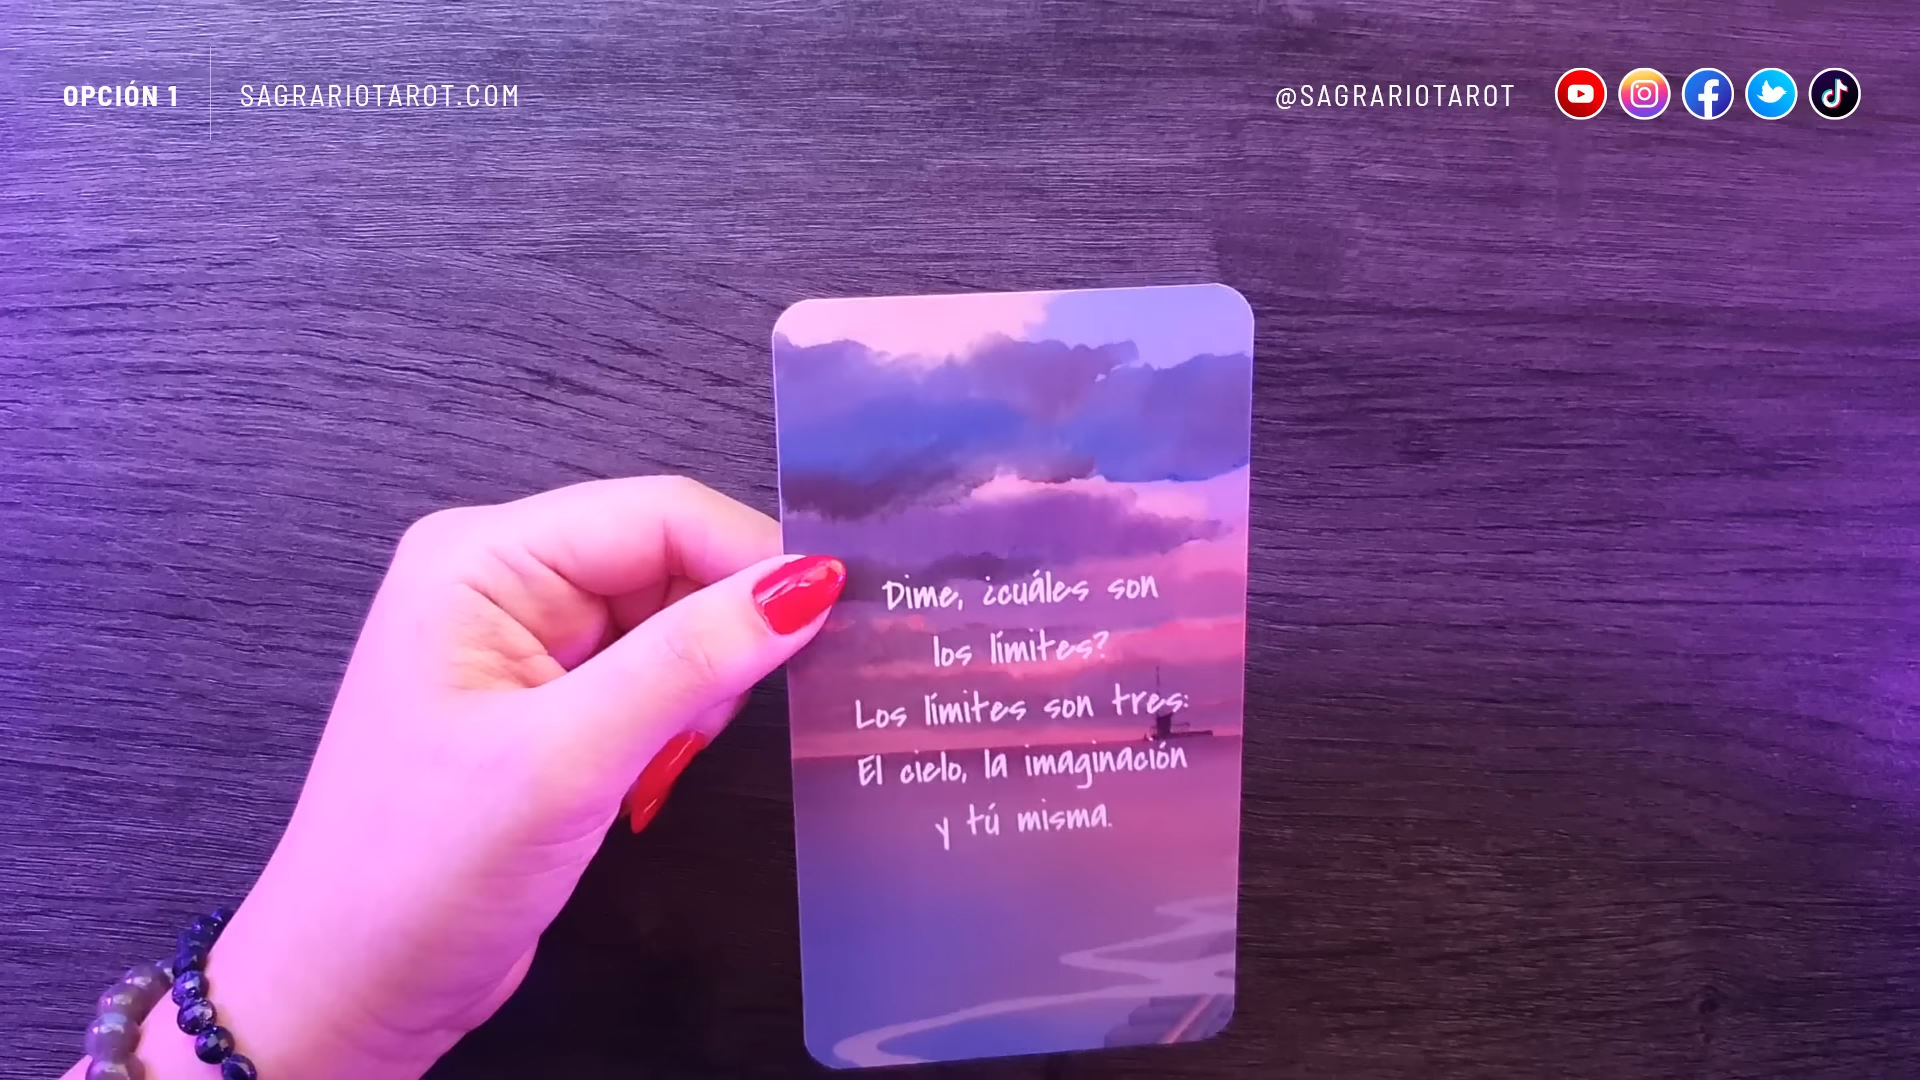 OPCIÓN 1
SAGRARIOTAROT.COM
@SAGRARIOTAROT
Dime, ¿cuáles son
los límites?
Los límites son tres:
El cielo, la imaginación
y tú misma.